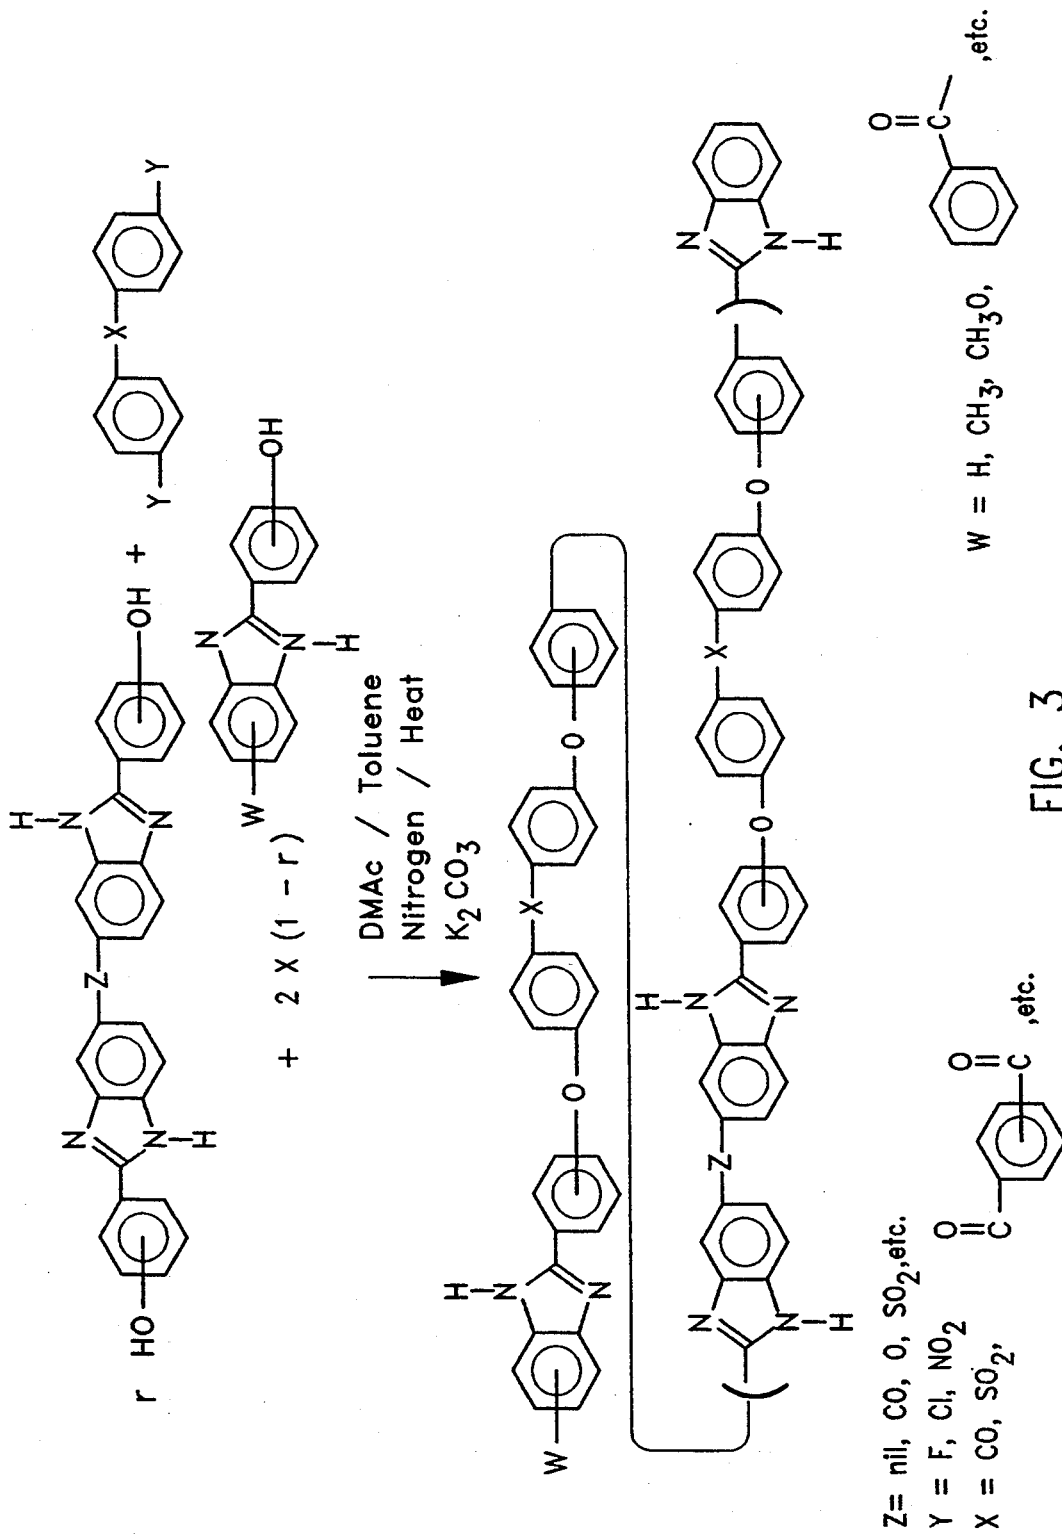 r HO N N H Z H N N OH + Y X Y
+ 2 X (1 - r) W N N H OH
DMAc / Toluene
Nitrogen / Heat
K2CO3
W H N N O X O
( N N H Z H N N O X O ) N N H
Z= nil, CO, O, SO2,etc.
Y = F, Cl, NO2
X = CO, SO2, O C O C ,etc.
W = H, CH3, CH3O, O C ,etc.
FIG. 3